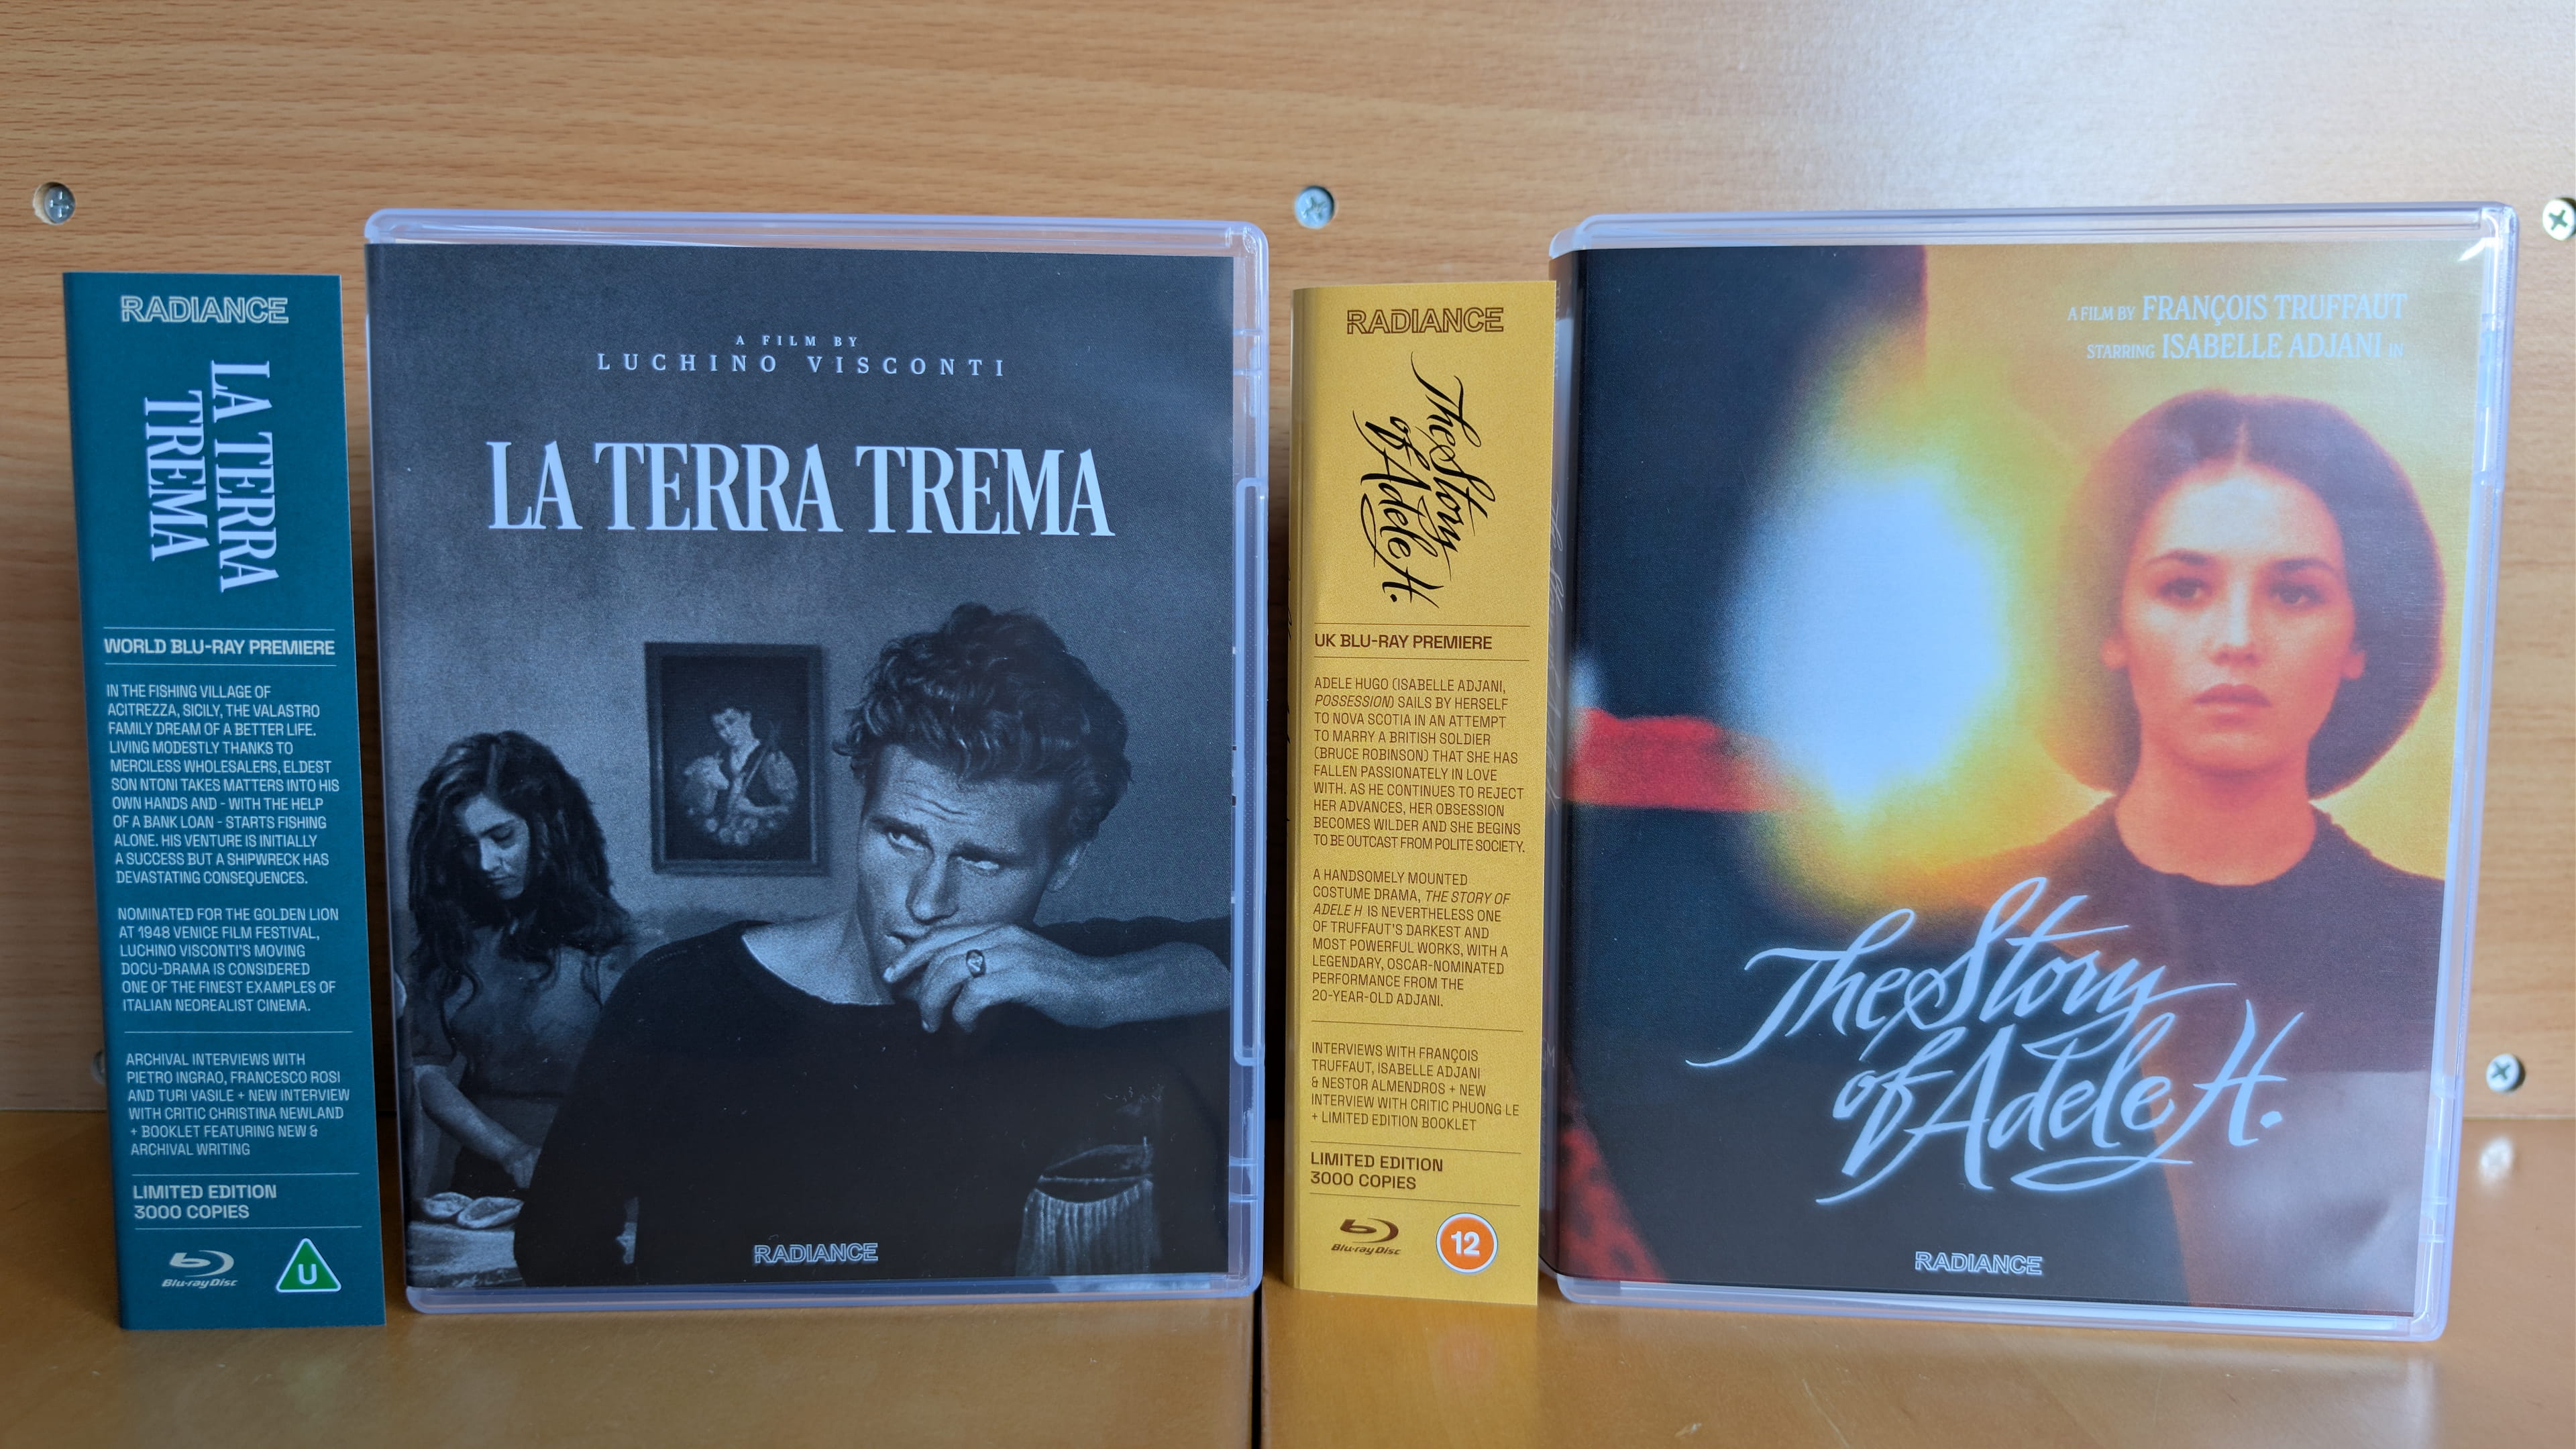 RADIANCE
LA TERRA
TREMA
WORLD BLU-RAY PREMIERE
IN THE FISHING VILLAGE OF
ACITREZZA, SICILY, THE VALASTRO
FAMILY DREAM OF A BETTER LIFE.
LIVING MODESTLY THANKS TO
MERCILESS WHOLESALERS, ELDEST
SON NTONI TAKES MATTERS INTO HIS
OWN HANDS AND - WITH THE HELP
OF A BANK LOAN - STARTS FISHING
ALONE. HIS VENTURE IS INITIALLY
A SUCCESS BUT A SHIPWRECK HAS
DEVASTATING CONSEQUENCES.
NOMINATED FOR THE GOLDEN LION
AT 1948 VENICE FILM FESTIVAL,
LUCHINO VISCONTI'S MOVING
DOCU-DRAMA IS CONSIDERED
ONE OF THE FINEST EXAMPLES OF
ITALIAN NEOREALIST CINEMA.
ARCHIVAL INTERVIEWS WITH
PIETRO INGRAO, FRANCESCO ROSI
AND TURI VASILE + NEW INTERVIEW
WITH CRITIC CHRISTINA NEWLAND
+ BOOKLET FEATURING NEW &
ARCHIVAL WRITING
LIMITED EDITION
3000 COPIES
Blu-ray Disc
U
A FILM BY
LUCHINO VISCONTI
LA TERRA TREMA
RADIANCE
RADIANCE
The Story
of Adele H.
UK BLU-RAY PREMIERE
ADELE HUGO (ISABELLE ADJANI,
POSSESSION) SAILS BY HERSELF
TO NOVA SCOTIA IN AN ATTEMPT
TO MARRY A BRITISH SOLDIER
(BRUCE ROBINSON) THAT SHE HAS
FALLEN PASSIONATELY IN LOVE
WITH. AS HE CONTINUES TO REJECT
HER ADVANCES, HER OBSESSION
BECOMES WILDER AND SHE BEGINS
TO BE OUTCAST FROM POLITE SOCIETY.
A HANDSOMELY MOUNTED
COSTUME DRAMA, THE STORY OF
ADELE H IS NEVERTHELESS ONE
OF TRUFFAUT'S DARKEST AND
MOST POWERFUL WORKS, WITH A
LEGENDARY, OSCAR-NOMINATED
PERFORMANCE FROM THE
20-YEAR-OLD ADJANI.
INTERVIEWS WITH FRANÇOIS
TRUFFAUT, ISABELLE ADJANI
& NESTOR ALMENDROS + NEW
INTERVIEW WITH CRITIC PHUONG LE
+ LIMITED EDITION BOOKLET
LIMITED EDITION
3000 COPIES
Blu-ray Disc
12
A FILM BY FRANÇOIS TRUFFAUT
STARRING ISABELLE ADJANI IN
The Story
of Adele H.
RADIANCE